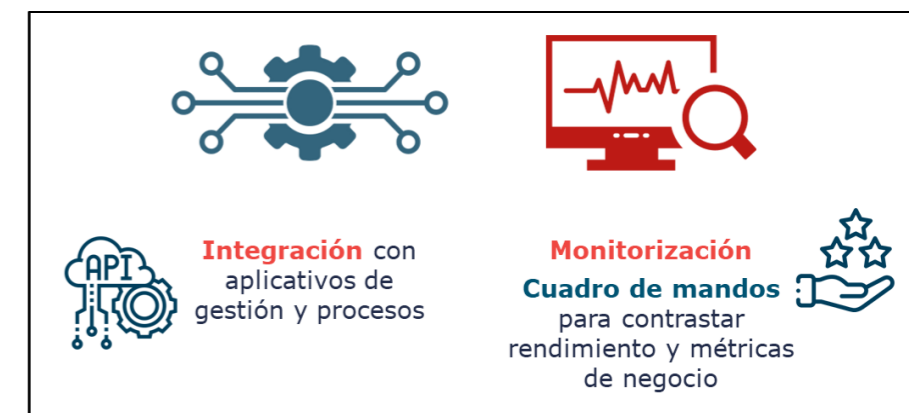 API
Integración con
aplicativos de
gestión y procesos
Monitorización
Cuadro de mandos
para contrastar
rendimiento y métricas
de negocio